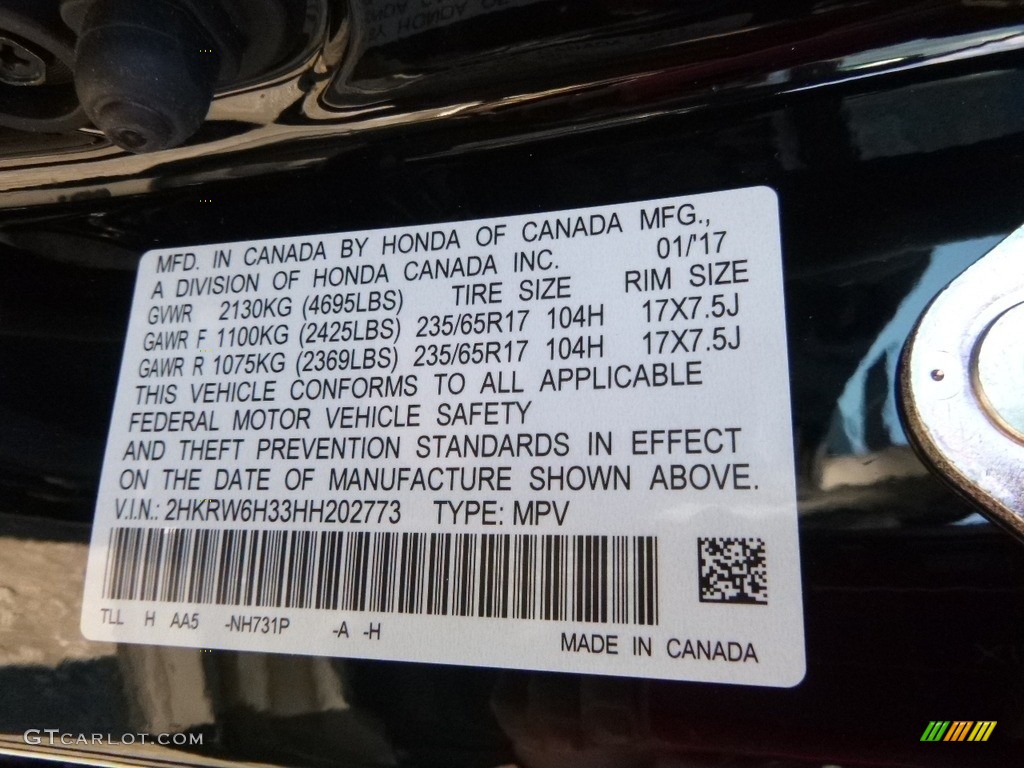 MFD. IN CANADA BY HONDA OF CANADA MFG.,
A DIVISION OF HONDA CANADA INC. 01/'17
GVWR 2130KG (4695LBS) TIRE SIZE RIM SIZE
GAWR F 1100KG (2425LBS) 235/65R17 104H 17X7.5J
GAWR R 1075KG (2369LBS) 235/65R17 104H 17X7.5J
THIS VEHICLE CONFORMS TO ALL APPLICABLE
FEDERAL MOTOR VEHICLE SAFETY
AND THEFT PREVENTION STANDARDS IN EFFECT
ON THE DATE OF MANUFACTURE SHOWN ABOVE.
V.I.N.: 2HKRW6H33HH202773 TYPE: MPV
TLL H AA5 -NH731P -A -H
MADE IN CANADA
GTCARLOT.COM